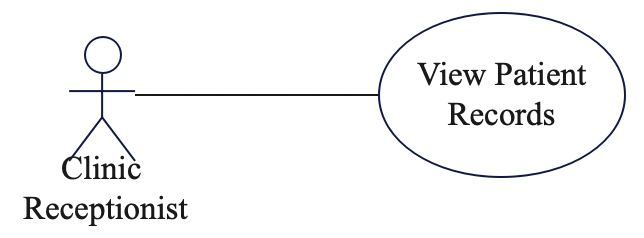 View Patient
Records
Clinic
Receptionist